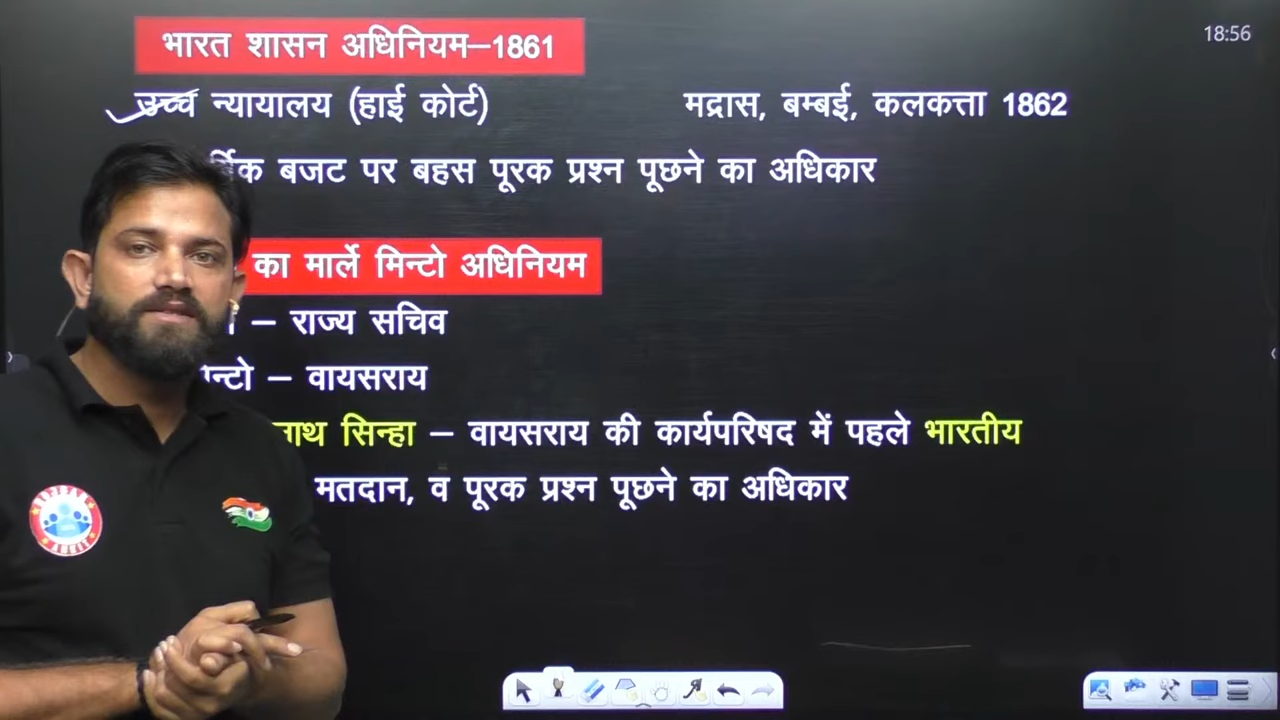 भारत शासन अधिनियम–1861
18:56
उच्च न्यायालय (हाई कोर्ट) मद्रास, बम्बई, कलकत्ता 1862
बजट पर बहस पूरक प्रश्न पूछने का अधिकार
का मार्ले मिन्टो अधिनियम
– राज्य सचिव
– वायसराय
सिन्हा – वायसराय की कार्यपरिषद में पहले भारतीय
मतदान, व पूरक प्रश्न पूछने का अधिकार